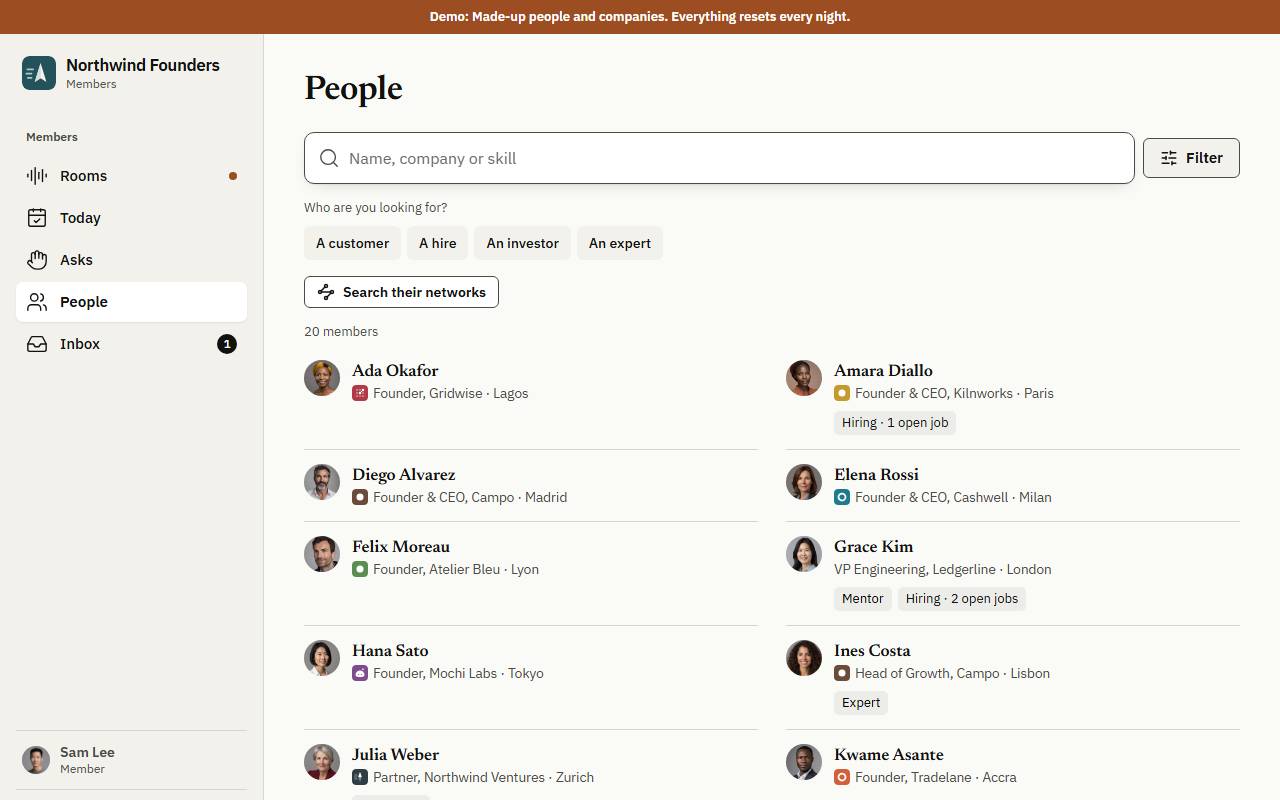 Demo: Made-up people and companies. Everything resets every night.
Northwind Founders
Members
Members
Rooms
Today
Asks
People
Inbox
1
Sam Lee
Member
People
Name, company or skill
Filter
Who are you looking for?
A customer
A hire
An investor
An expert
Search their networks
20 members
Ada Okafor
Founder, Gridwise · Lagos
Amara Diallo
Founder & CEO, Kilnworks · Paris
Hiring · 1 open job
Diego Alvarez
Founder & CEO, Campo · Madrid
Elena Rossi
Founder & CEO, Cashwell · Milan
Felix Moreau
Founder, Atelier Bleu · Lyon
Grace Kim
VP Engineering, Ledgerline · London
Mentor
Hiring · 2 open jobs
Hana Sato
Founder, Mochi Labs · Tokyo
Ines Costa
Head of Growth, Campo · Lisbon
Expert
Julia Weber
Partner, Northwind Ventures · Zurich
Kwame Asante
Founder, Tradelane · Accra